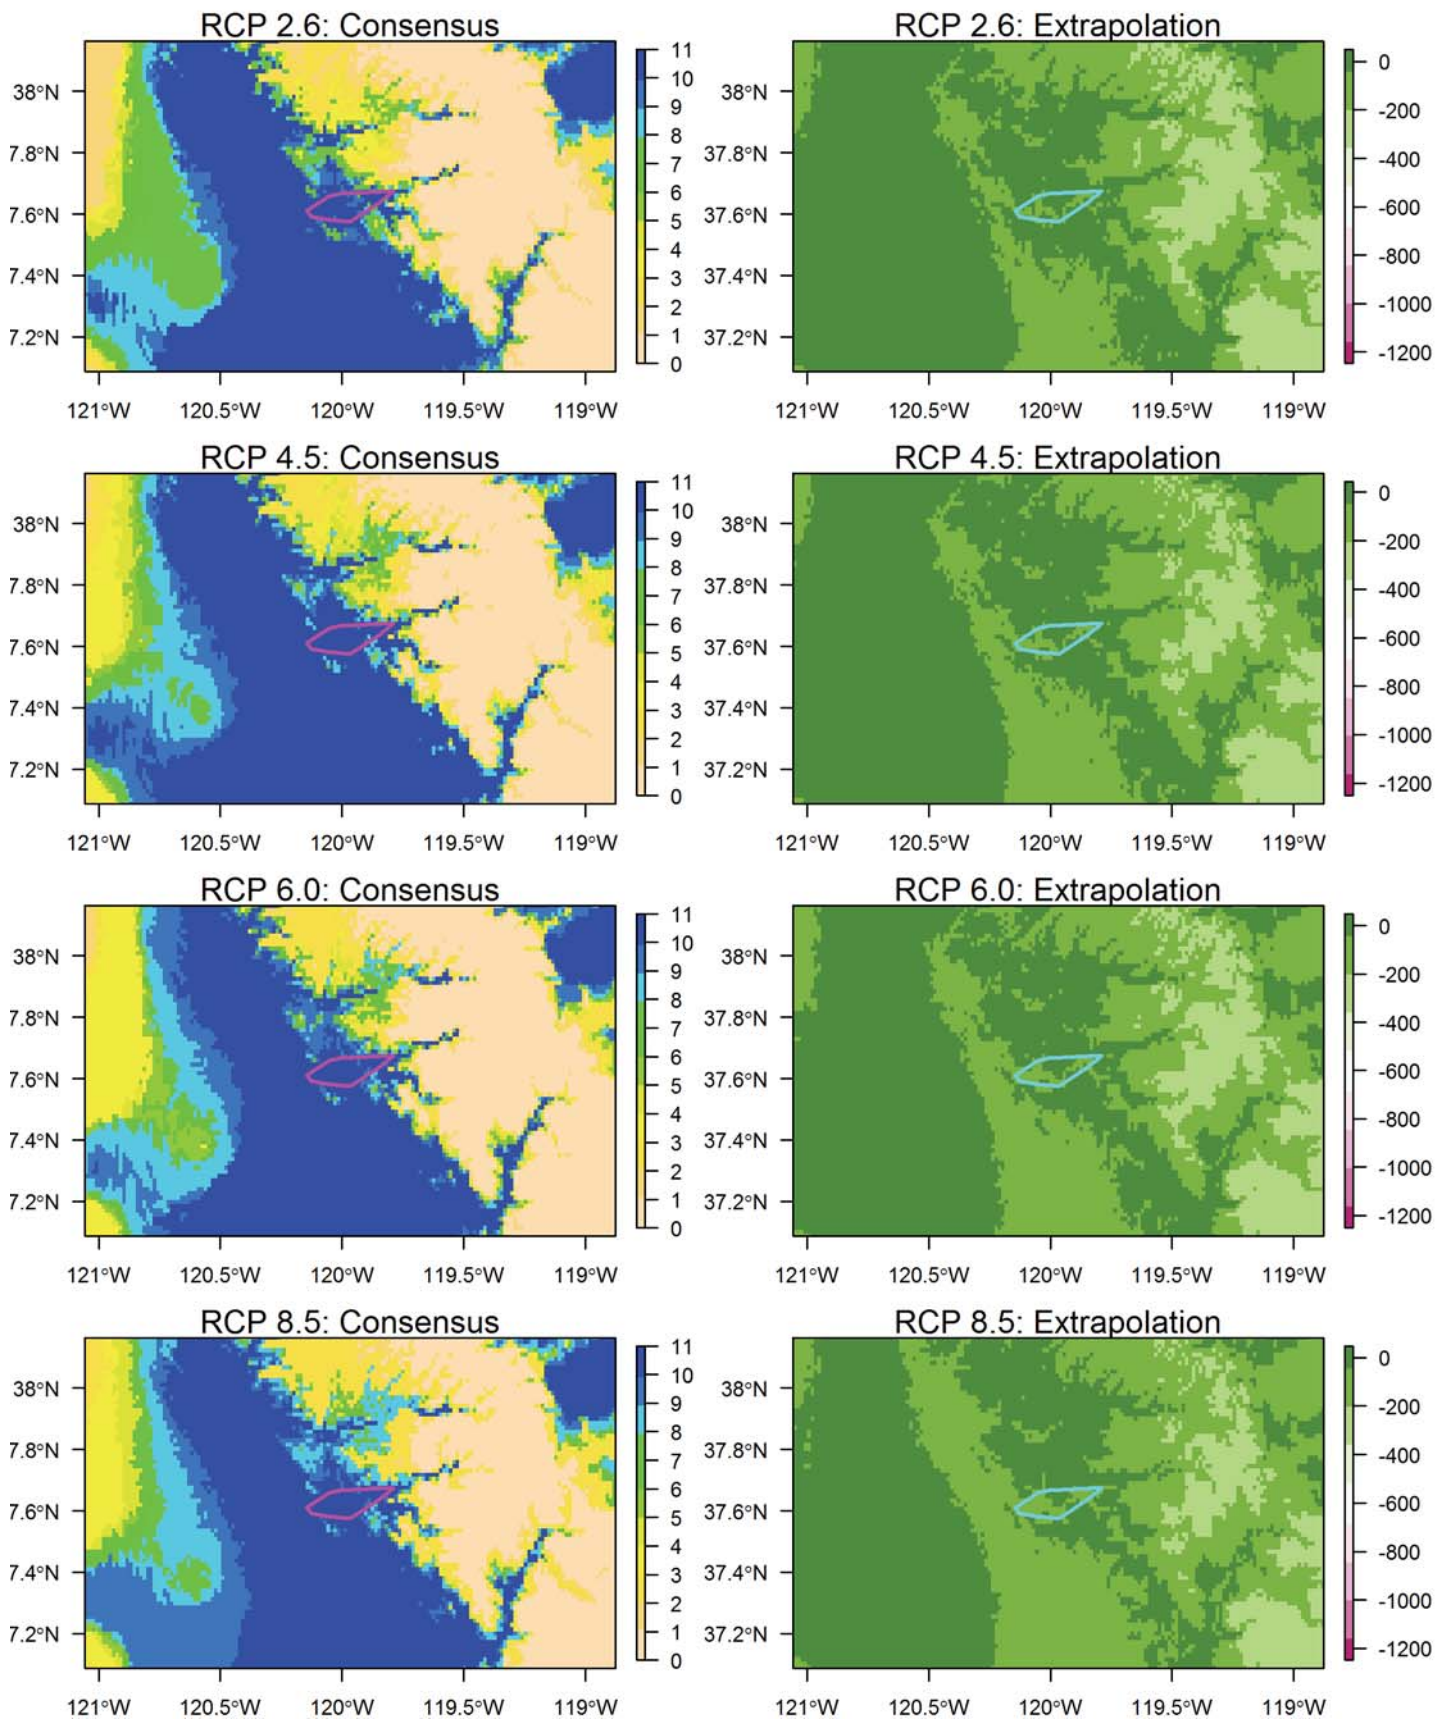 RCP 2.6: Consensus
RCP 2.6: Extrapolation
38°N
7.8°N
7.6°N
7.4°N
7.2°N
11
10
9
8
7
6
5
4
3
2
1
0
38°N
37.8°N
37.6°N
37.4°N
37.2°N
0
-200
-400
-600
-800
-1000
-1200
121°W 120.5°W 120°W 119.5°W 119°W
121°W 120.5°W 120°W 119.5°W 119°W
RCP 4.5: Consensus
RCP 4.5: Extrapolation
38°N
7.8°N
7.6°N
7.4°N
7.2°N
11
10
9
8
7
6
5
4
3
2
1
0
38°N
37.8°N
37.6°N
37.4°N
37.2°N
0
-200
-400
-600
-800
-1000
-1200
121°W 120.5°W 120°W 119.5°W 119°W
121°W 120.5°W 120°W 119.5°W 119°W
RCP 6.0: Consensus
RCP 6.0: Extrapolation
38°N
7.8°N
7.6°N
7.4°N
7.2°N
11
10
9
8
7
6
5
4
3
2
1
0
38°N
37.8°N
37.6°N
37.4°N
37.2°N
0
-200
-400
-600
-800
-1000
-1200
121°W 120.5°W 120°W 119.5°W 119°W
121°W 120.5°W 120°W 119.5°W 119°W
RCP 8.5: Consensus
RCP 8.5: Extrapolation
38°N
7.8°N
7.6°N
7.4°N
7.2°N
11
10
9
8
7
6
5
4
3
2
1
0
38°N
37.8°N
37.6°N
37.4°N
37.2°N
0
-200
-400
-600
-800
-1000
-1200
121°W 120.5°W 120°W 119.5°W 119°W
121°W 120.5°W 120°W 119.5°W 119°W